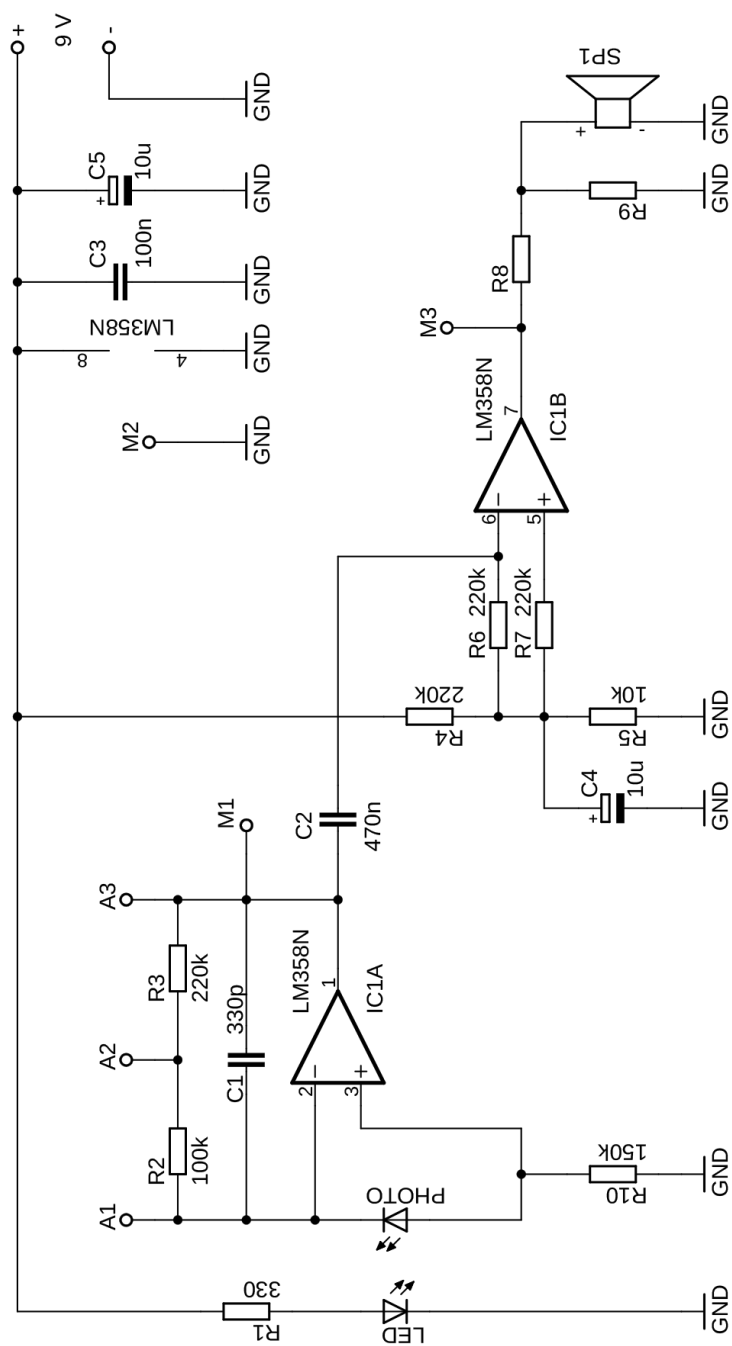 +
9 V
-
GND
C5
+
10u
GND
C3
100n
GND
LM358N
8
4
GND
M2
GND
SP1
+
-
GND
R9
GND
R8
M3
LM358N
7
IC1B
6
−
5
+
R6
220k
R7
220k
R4
220k
R5
10k
GND
C4
+
10u
GND
C2
470n
M1
A3
R3
220k
A2
R2
100k
A1
C1
330p
LM358N
1
IC1A
2
−
3
+
PHOTO
R10
150k
GND
R1
330
LED
GND